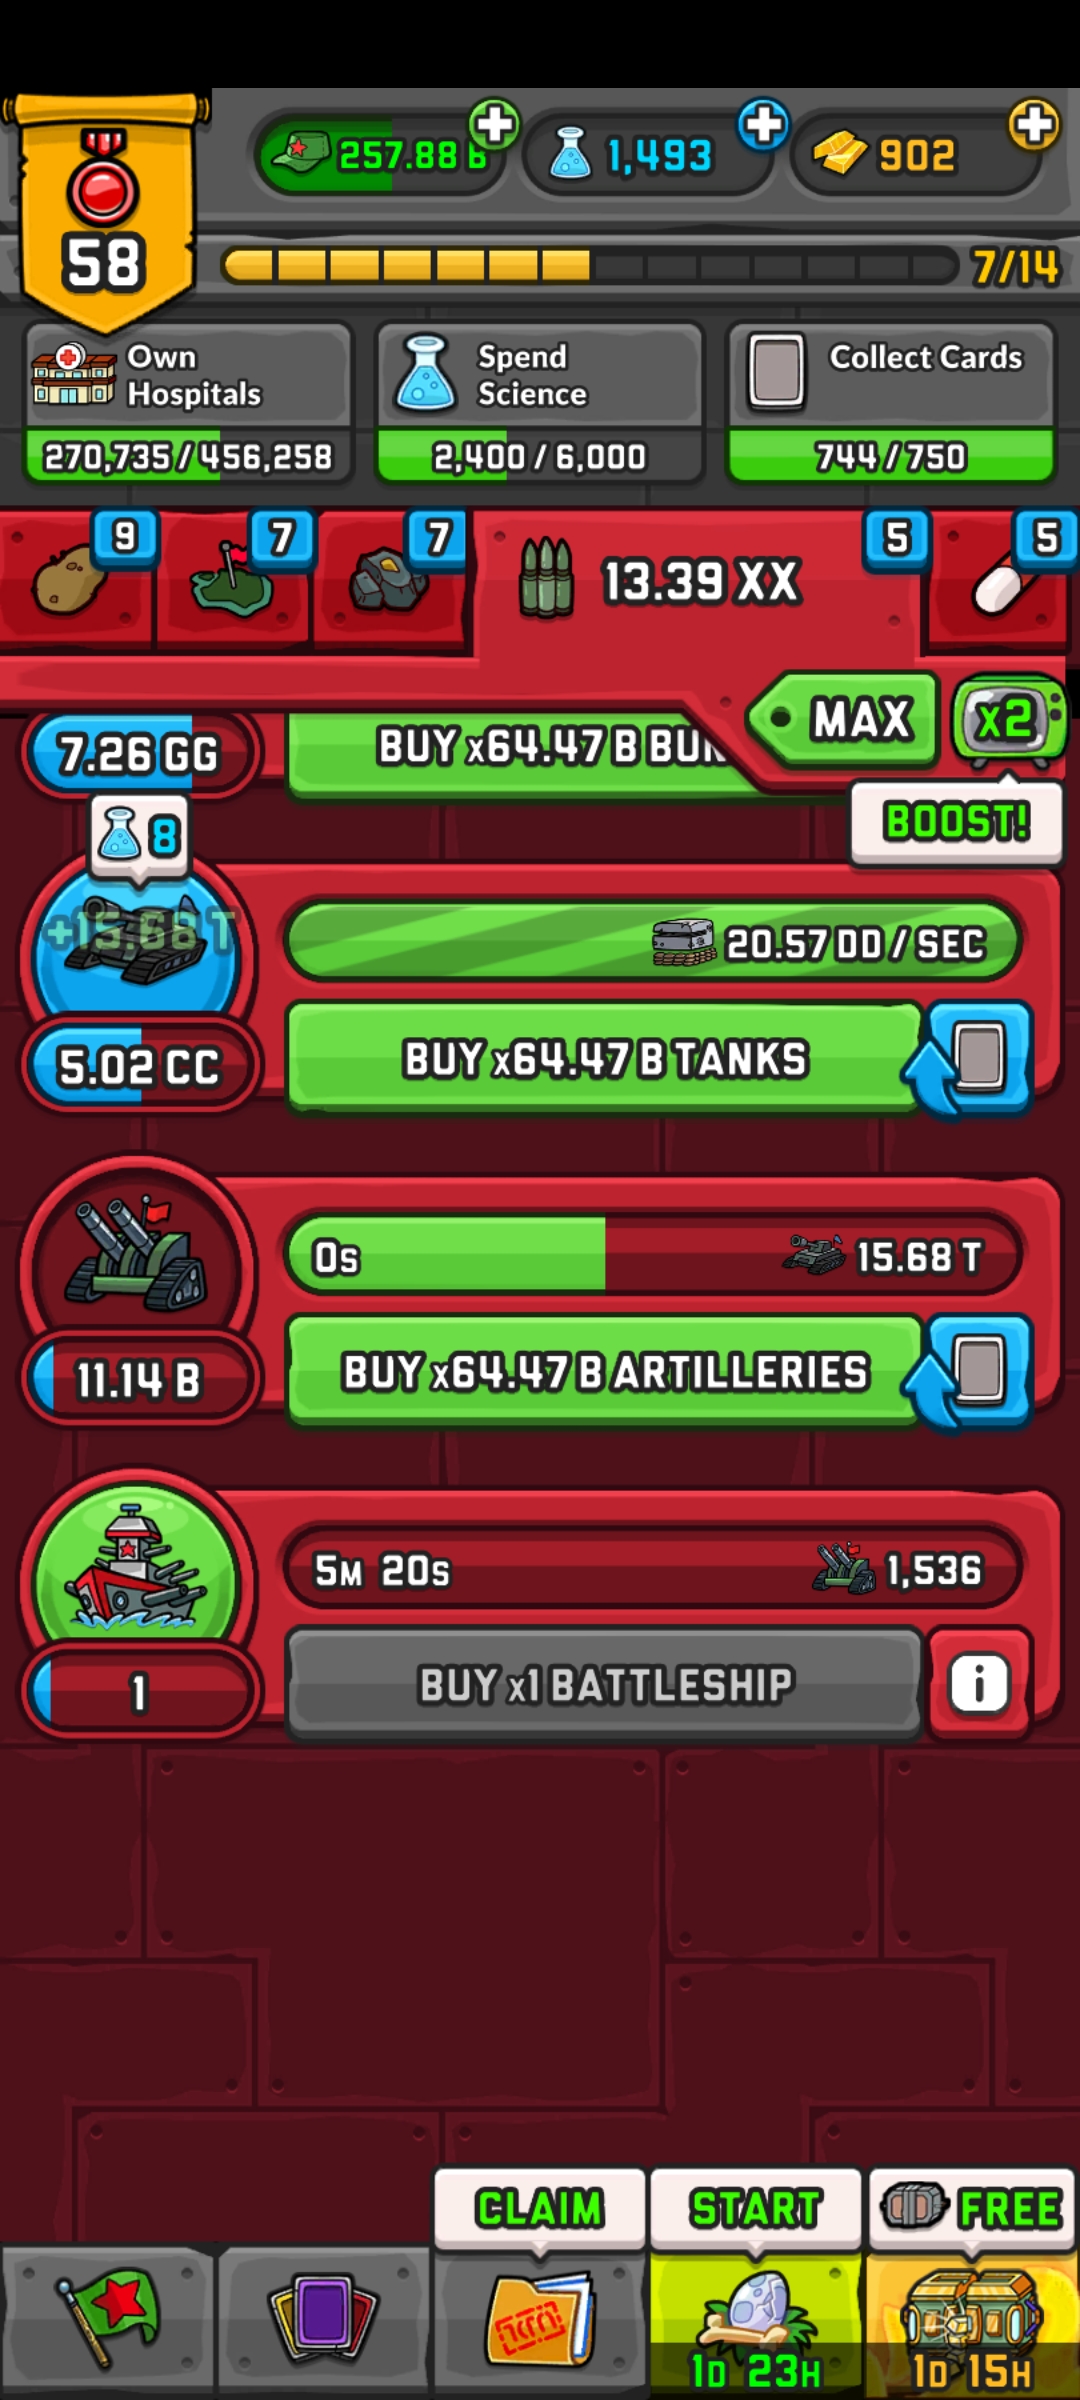 257.88 B
1,493
902
58
7/14
Own
Hospitals
270,735 / 456,258
Spend
Science
2,400 / 6,000
Collect Cards
744 / 750
9
7
7
13.39 XX
5
5
MAX
x2
BOOST!
7.26 GG
BUY x64.47 B
8
+15.68 T
20.57 DD / SEC
5.02 CC
BUY x64.47 B TANKS
0s
15.68 T
11.14 B
BUY x64.47 B ARTILLERIES
5M 20s
1,536
1
BUY x1 BATTLESHIP
i
CLAIM
START
FREE
1D 23H
1D 15H